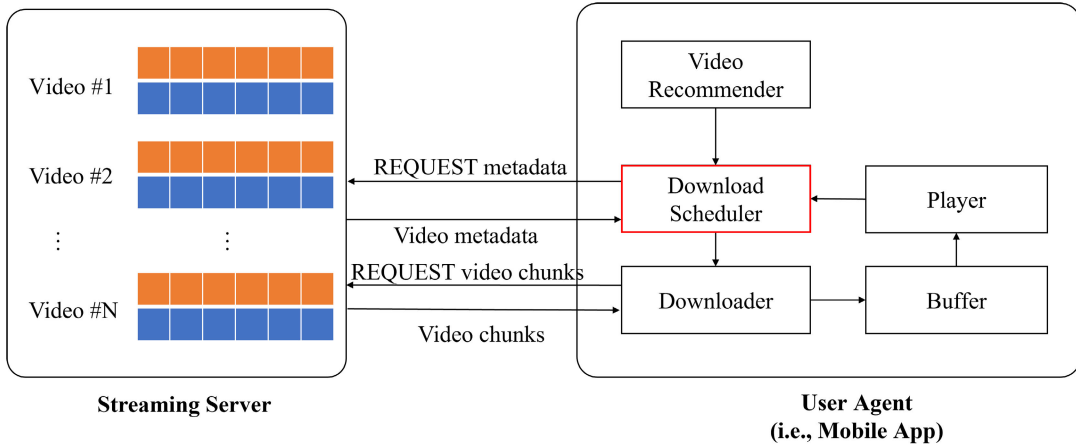 Video #1
Video #2
⋮
⋮
Video #N
Streaming Server
REQUEST metadata
Video metadata
REQUEST video chunks
Video chunks
Video
Recommender
Download
Scheduler
Player
Downloader
Buffer
User Agent
(i.e., Mobile App)